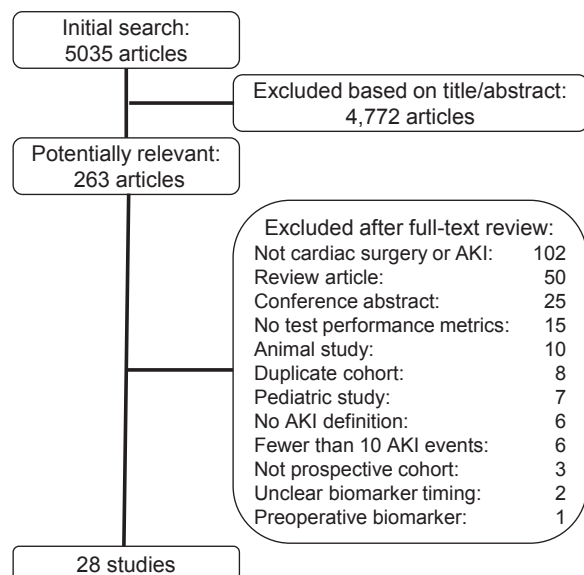 Initial search:
5035 articles
Excluded based on title/abstract:
4,772 articles
Potentially relevant:
263 articles
Excluded after full-text review:
Not cardiac surgery or AKI: 102
Review article: 50
Conference abstract: 25
No test performance metrics: 15
Animal study: 10
Duplicate cohort: 8
Pediatric study: 7
No AKI definition: 6
Fewer than 10 AKI events: 6
Not prospective cohort: 3
Unclear biomarker timing: 2
Preoperative biomarker: 1
28 studies